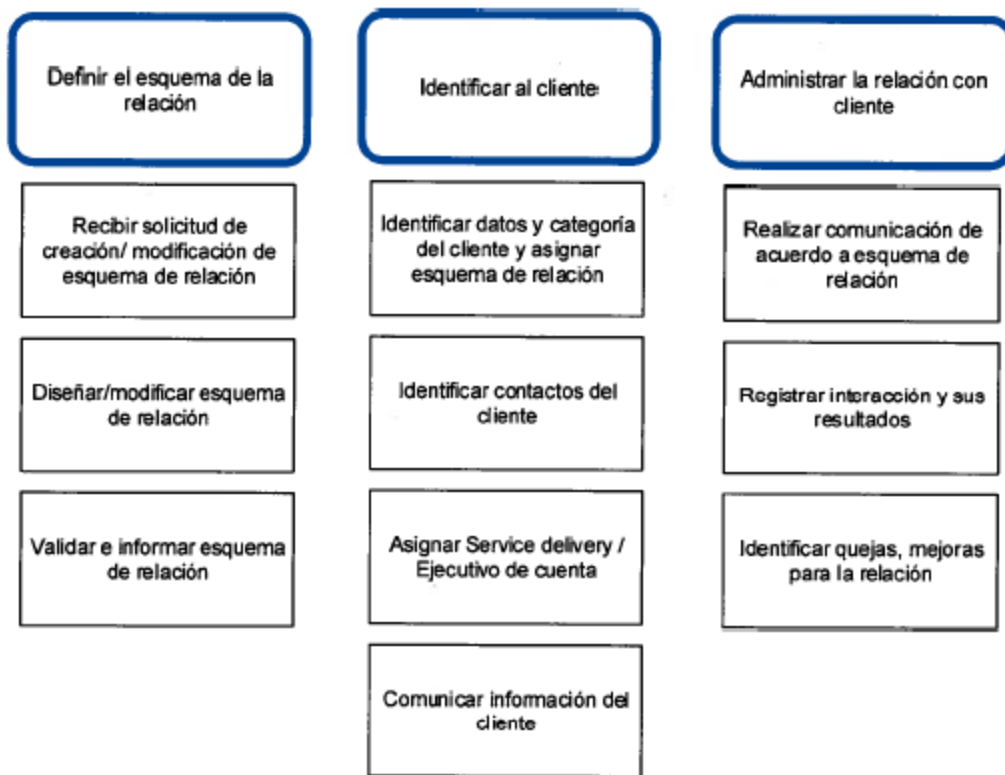 Definir el esquema de la
relación
Recibir solicitud de
creación/ modificación de
esquema de relación
Diseñar/modificar esquema
de relación
Validar e informar esquema
de relación
Identificar al cliente
Identificar datos y categoría
del cliente y asignar
esquema de relación
Identificar contactos del
cliente
Asignar Service delivery /
Ejecutivo de cuenta
Comunicar información del
cliente
Administrar la relación con
cliente
Realizar comunicación de
acuerdo a esquema de
relación
Registrar interacción y sus
resultados
Identificar quejas, mejoras
para la relación